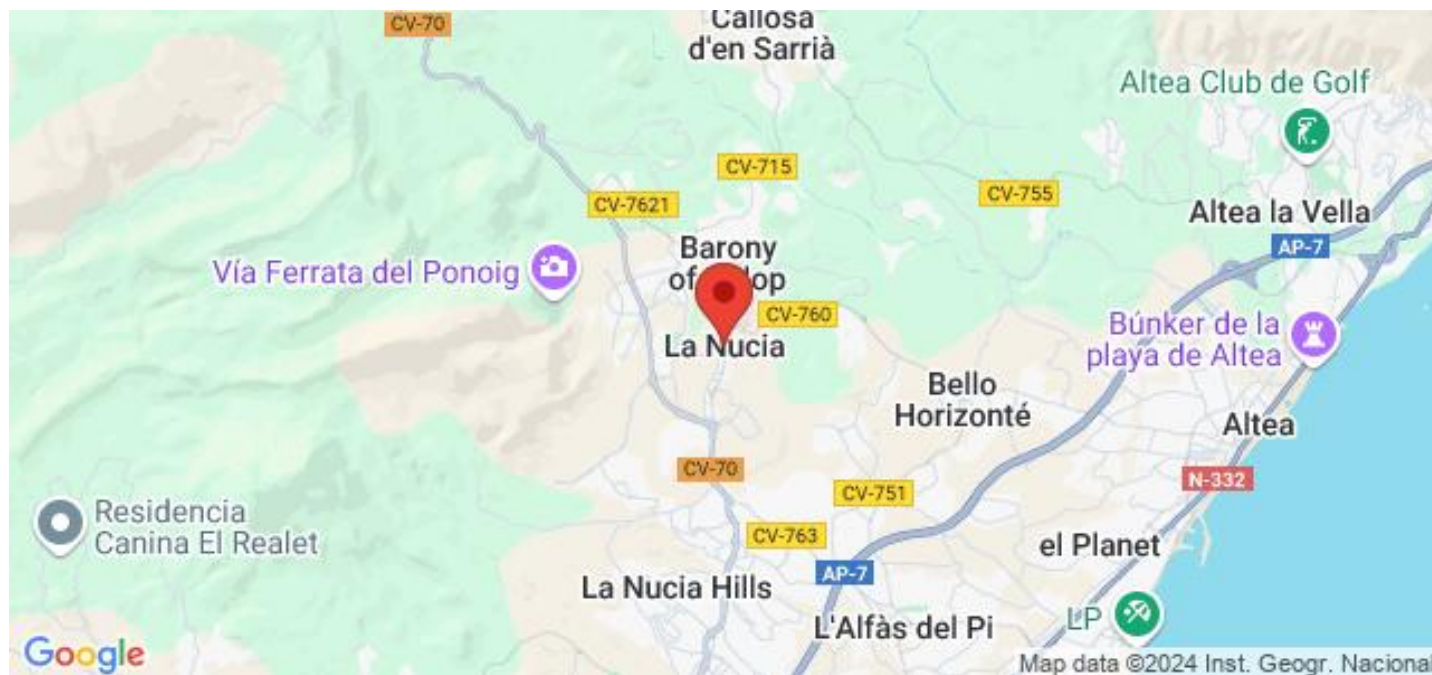 CV-70
Callosa
d'en Sarrià
Altea Club de Golf
CV-715
CV-755
CV-7621
Altea la Vella
AP-7
Barony
Vía Ferrata del Ponoig
CV-760
La Nucia
Búnker de la
playa de Altea
Bello
Horizonté
Altea
CV-70
N-332
CV-751
Residencia
Canina El Realet
CV-763
el Planet
AP-7
La Nucia Hills
L'Alfàs del Pi
LP
Google
Map data ©2024 Inst. Geogr. Nacional